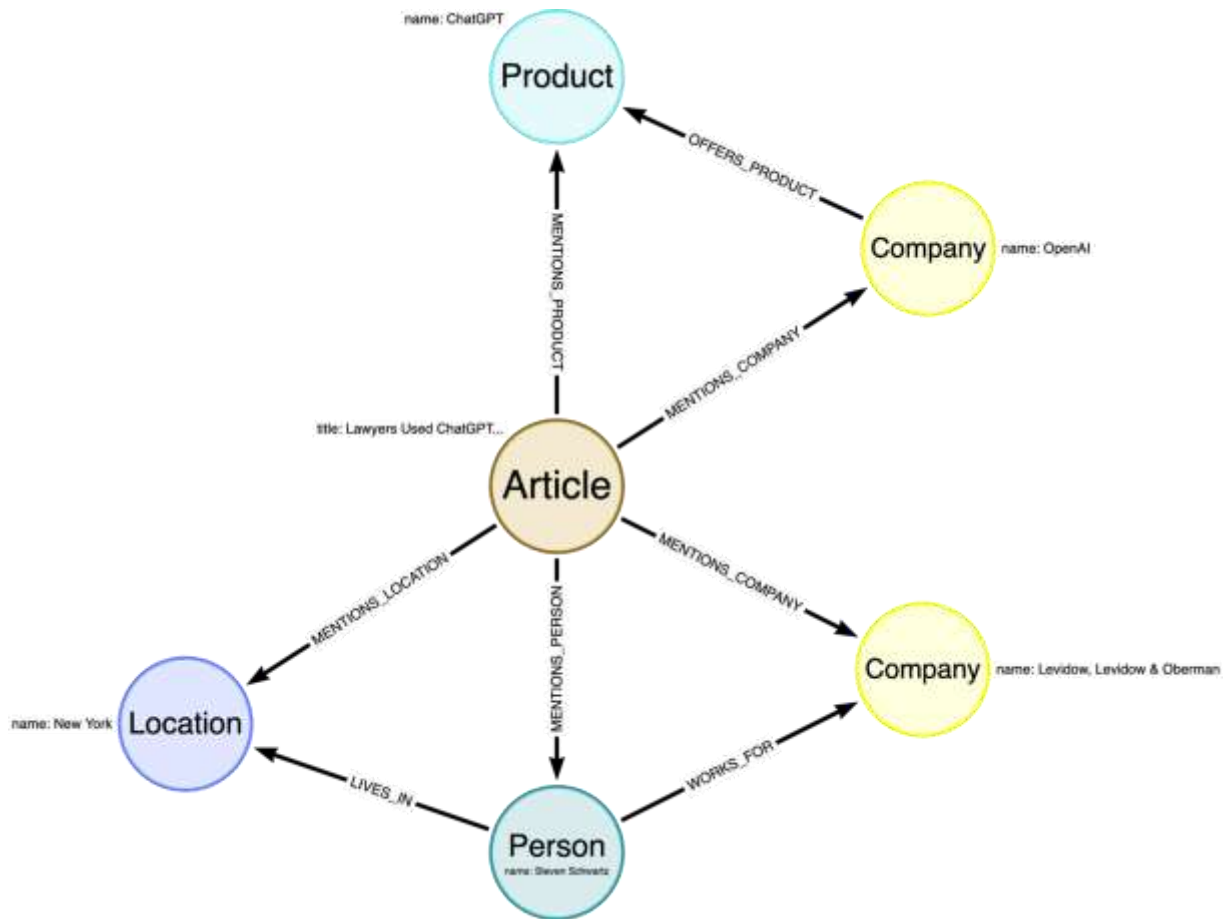 name: ChatGPT
Product
OFFERS_PRODUCT
Company
name: OpenAI
MENTIONS_PRODUCT
MENTIONS_COMPANY
title: Lawyers Used ChatGPT...
Article
MENTIONS_LOCATION
MENTIONS_PERSON
MENTIONS_COMPANY
Company
name: Levidow, Levidow & Oberman
name: New York
Location
LIVES_IN
WORKS_FOR
Person
name: Steven Schwartz